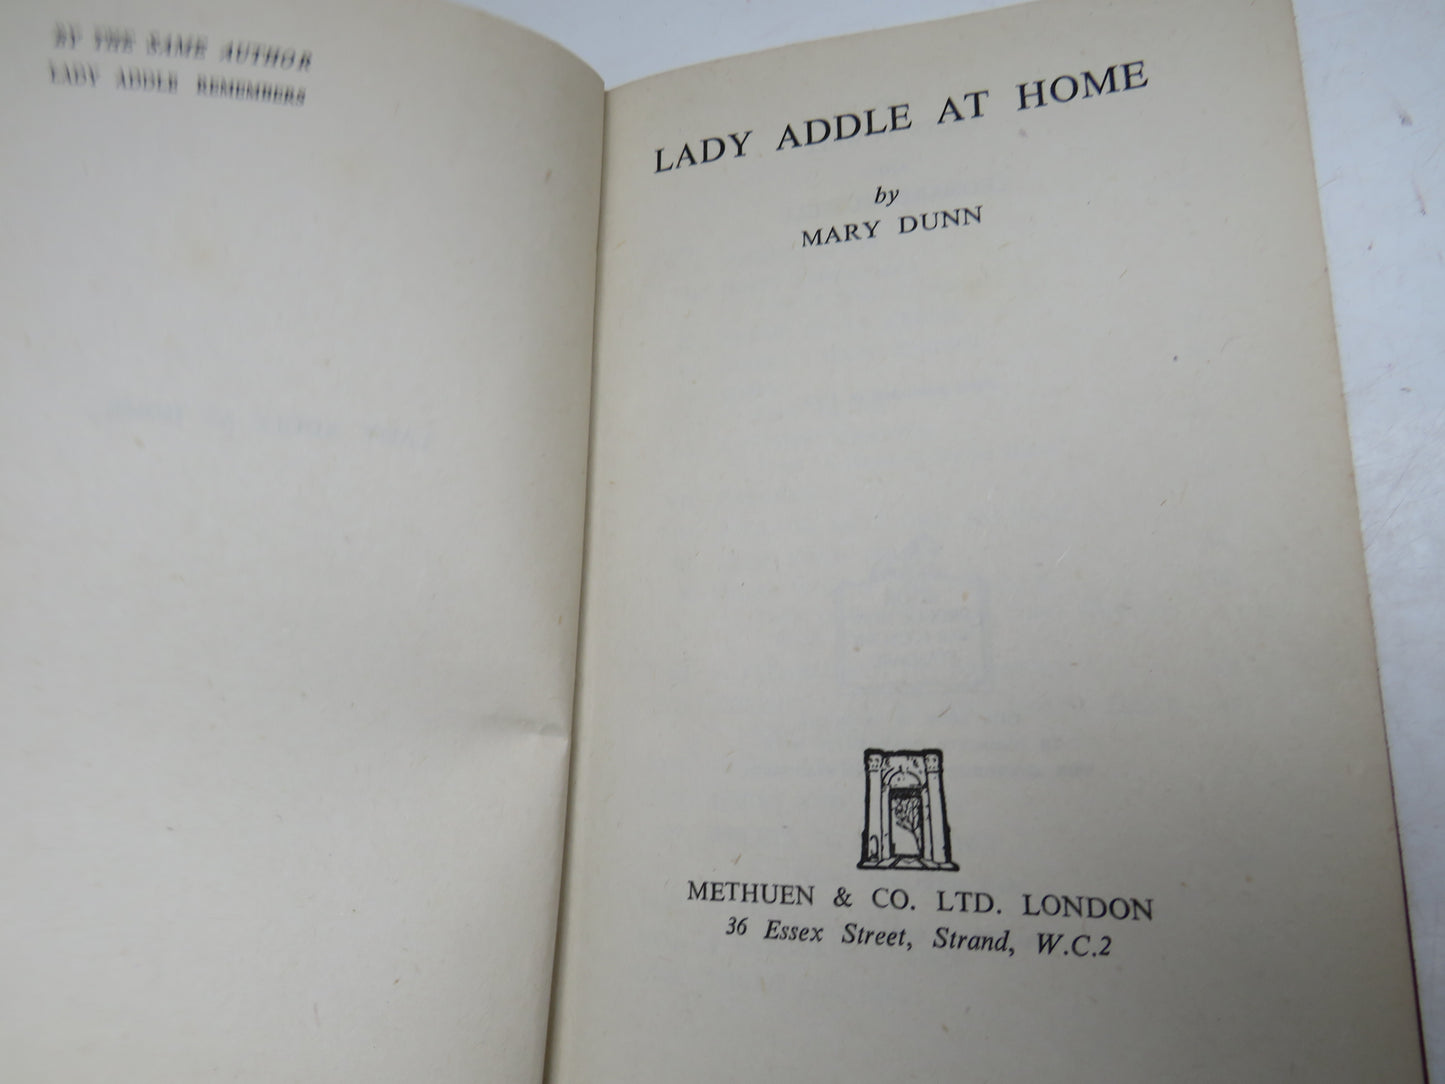 BY THE SAME AUTHOR
LADY ADDLE REMEMBERS
LADY ADDLE AT HOME
by
MARY DUNN
METHUEN & CO. LTD. LONDON
36 Essex Street, Strand, W.C.2